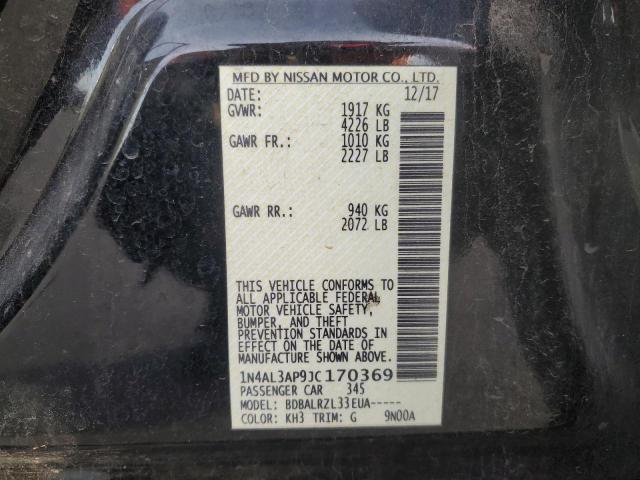 MFD BY NISSAN MOTOR CO., LTD.
DATE: 12/17
GVWR: 1917 KG
4226 LB
GAWR FR.: 1010 KG
2227 LB
GAWR RR.: 940 KG
2072 LB
THIS VEHICLE CONFORMS TO
ALL APPLICABLE FEDERAL
MOTOR VEHICLE SAFETY,
BUMPER, AND THEFT
PREVENTION STANDARDS IN
EFFECT ON THE DATE OF
MANUFACTURE SHOWN ABOVE.
1N4AL3AP9JC170369
PASSENGER CAR 345
MODEL: BDBALRZL33EUA-----
COLOR: KH3 TRIM: G 9N00A